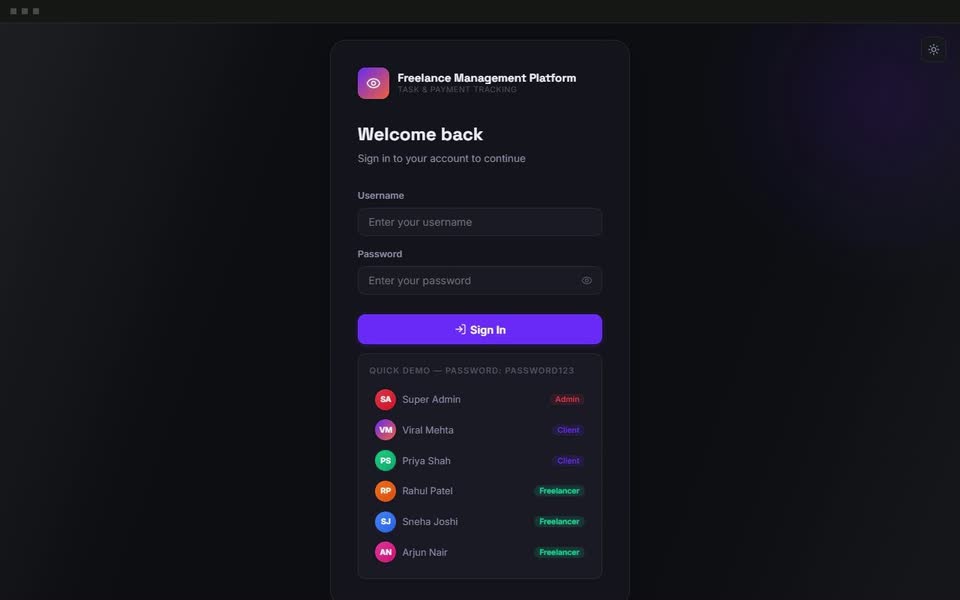 Freelance Management Platform
TASK & PAYMENT TRACKING
Welcome back
Sign in to your account to continue
Username
Enter your username
Password
Enter your password
Sign In
QUICK DEMO — PASSWORD: PASSWORD123
SA Super Admin Admin
VM Viral Mehta Client
PS Priya Shah Client
RP Rahul Patel Freelancer
SJ Sneha Joshi Freelancer
AN Arjun Nair Freelancer